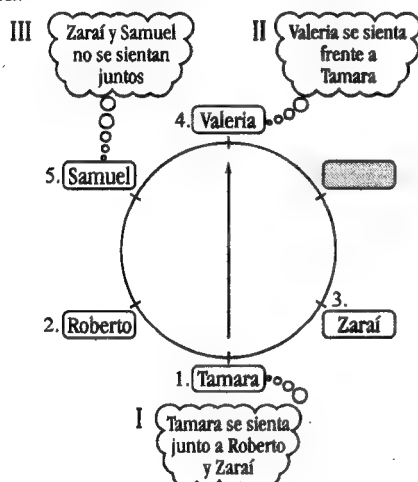 III
Zaraí y Samuel
no se sientan
juntos
II
Valeria se sienta
frente a
Tamara
4. Valeria
5. Samuel
2. Roberto
3.
Zaraí
1. Tamara
I
Tamara se sienta
junto a Roberto
y Zaraí